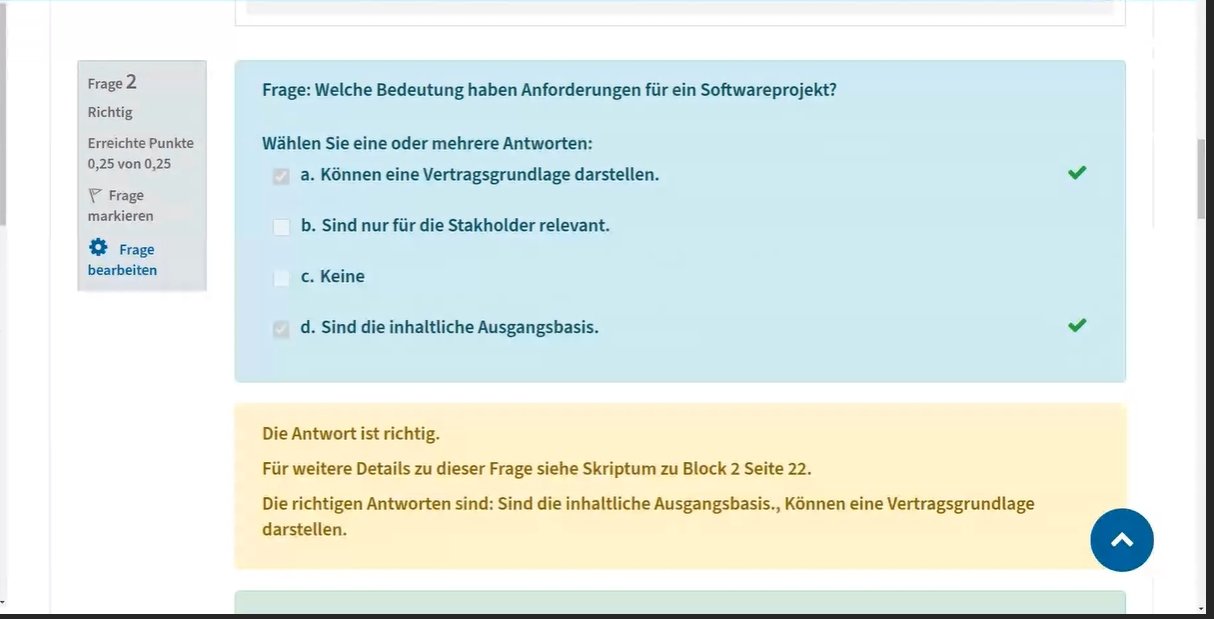 Frage 2
Richtig
Erreichte Punkte
0,25 von 0,25
Frage
markieren
Frage
bearbeiten
Frage: Welche Bedeutung haben Anforderungen für ein Softwareprojekt?
Wählen Sie eine oder mehrere Antworten:
a. Können eine Vertragsgrundlage darstellen.
b. Sind nur für die Stakholder relevant.
c. Keine
d. Sind die inhaltliche Ausgangsbasis.
Die Antwort ist richtig.
Für weitere Details zu dieser Frage siehe Skriptum zu Block 2 Seite 22.
Die richtigen Antworten sind: Sind die inhaltliche Ausgangsbasis., Können eine Vertragsgrundlage
darstellen.